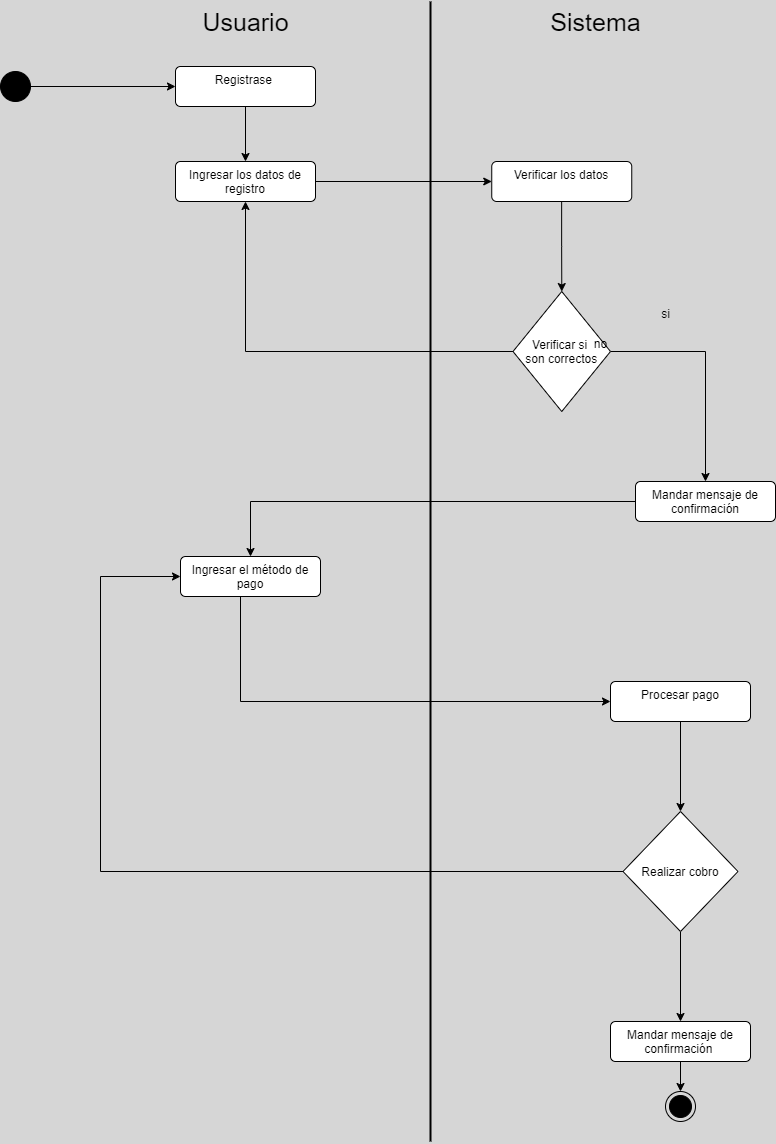 Usuario
Sistema
Registrase
Ingresar los datos de
registro
Verificar los datos
si
Verificar si
no
son correctos
Mandar mensaje de
confirmación
Ingresar el método de
pago
Procesar pago
Realizar cobro
Mandar mensaje de
confirmación